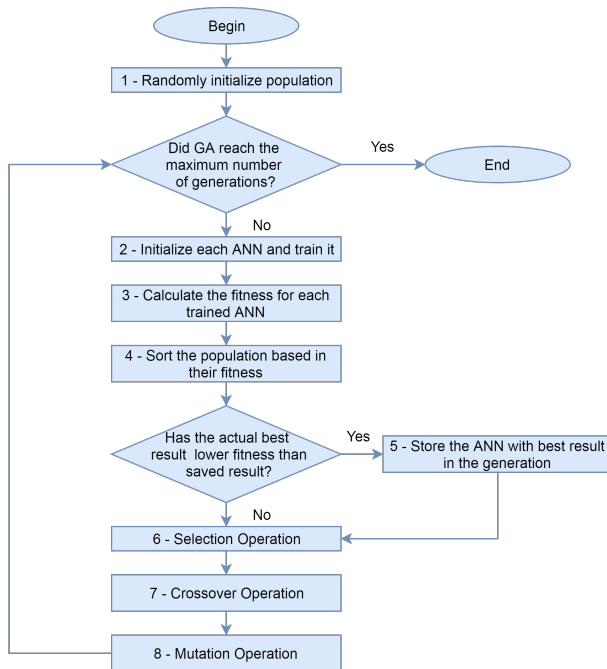 Begin
1 - Randomly initialize population
Did GA reach the
maximum number
of generations?
Yes
End
No
2 - Initialize each ANN and train it
3 - Calculate the fitness for each
trained ANN
4 - Sort the population based in
their fitness
Has the actual best
result lower fitness than
saved result?
Yes
5 - Store the ANN with best result
in the generation
No
6 - Selection Operation
7 - Crossover Operation
8 - Mutation Operation